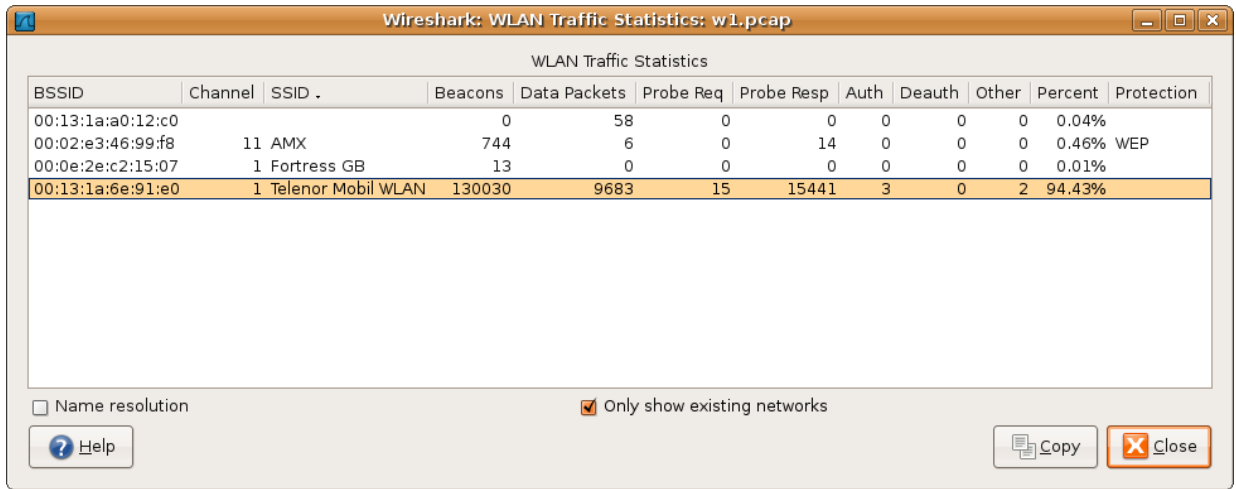 Wireshark: WLAN Traffic Statistics: w1.pcap
WLAN Traffic Statistics
BSSID Channel SSID Beacons Data Packets Probe Req Probe Resp Auth Deauth Other Percent Protection
00:13:1a:a0:12:c0 0 58 0 0 0 0 0 0.04%
00:02:e3:46:99:f8 11 AMX 744 6 0 14 0 0 0 0.46% WEP
00:0e:2e:c2:15:07 1 Fortress GB 13 0 0 0 0 0 0 0.01%
00:13:1a:6e:91:e0 1 Telenor Mobil WLAN 130030 9683 15 15441 3 0 2 94.43%
Name resolution Only show existing networks
Help Copy Close